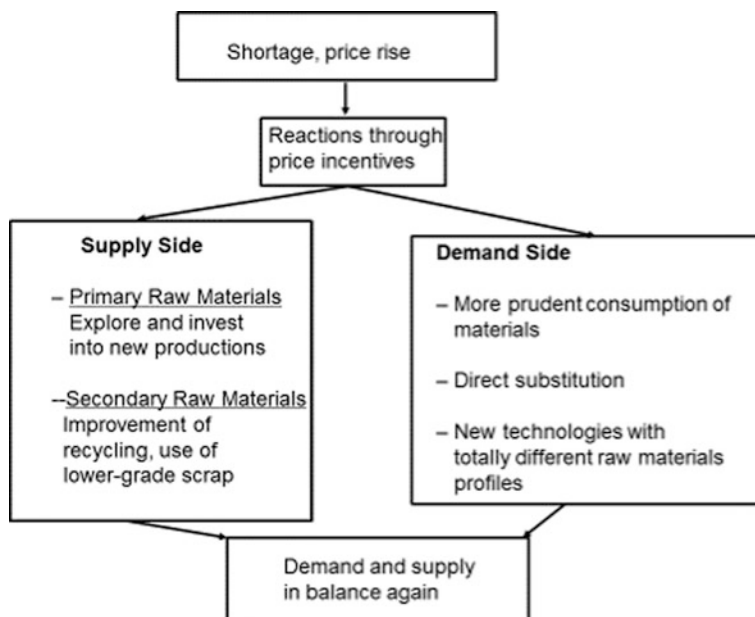 Shortage, price rise
Reactions through
price incentives
Supply Side
– Primary Raw Materials
Explore and invest
into new productions
--Secondary Raw Materials
Improvement of
recycling, use of
lower-grade scrap
Demand Side
– More prudent consumption of
materials
– Direct substitution
– New technologies with
totally different raw materials
profiles
Demand and supply
in balance again